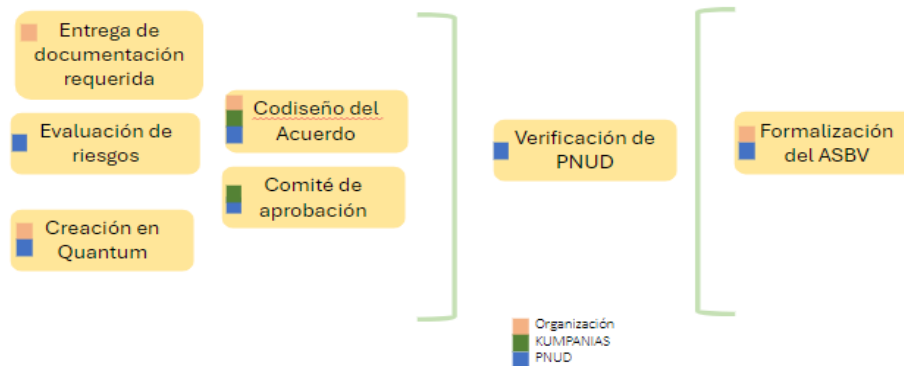 Entrega de
documentación
requerida
Evaluación de
riesgos
Creación en
Quantum
Codiseño del
Acuerdo
Comité de
aprobación
Verificación de
PNUD
Formalización
del ASBV
Organización
KUMPANIAS
PNUD